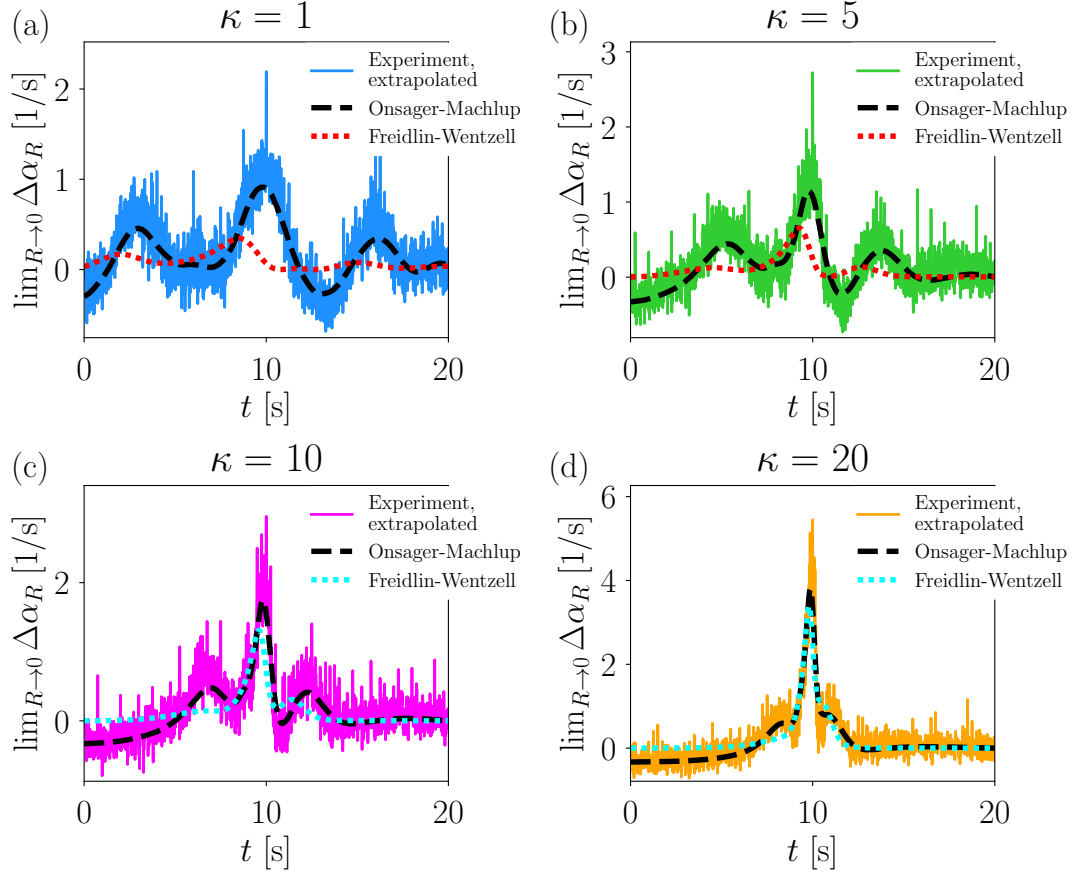 (a)
κ = 1
lim_{R→0} Δα_R [1/s]
2
1
0
Experiment,
extrapolated
Onsager-Machlup
Freidlin-Wentzell
0
10
20
t [s]
(b)
κ = 5
lim_{R→0} Δα_R [1/s]
3
2
1
0
Experiment,
extrapolated
Onsager-Machlup
Freidlin-Wentzell
0
10
20
t [s]
(c)
κ = 10
lim_{R→0} Δα_R [1/s]
2
0
Experiment,
extrapolated
Onsager-Machlup
Freidlin-Wentzell
0
10
20
t [s]
(d)
κ = 20
lim_{R→0} Δα_R [1/s]
6
4
2
0
Experiment,
extrapolated
Onsager-Machlup
Freidlin-Wentzell
0
10
20
t [s]